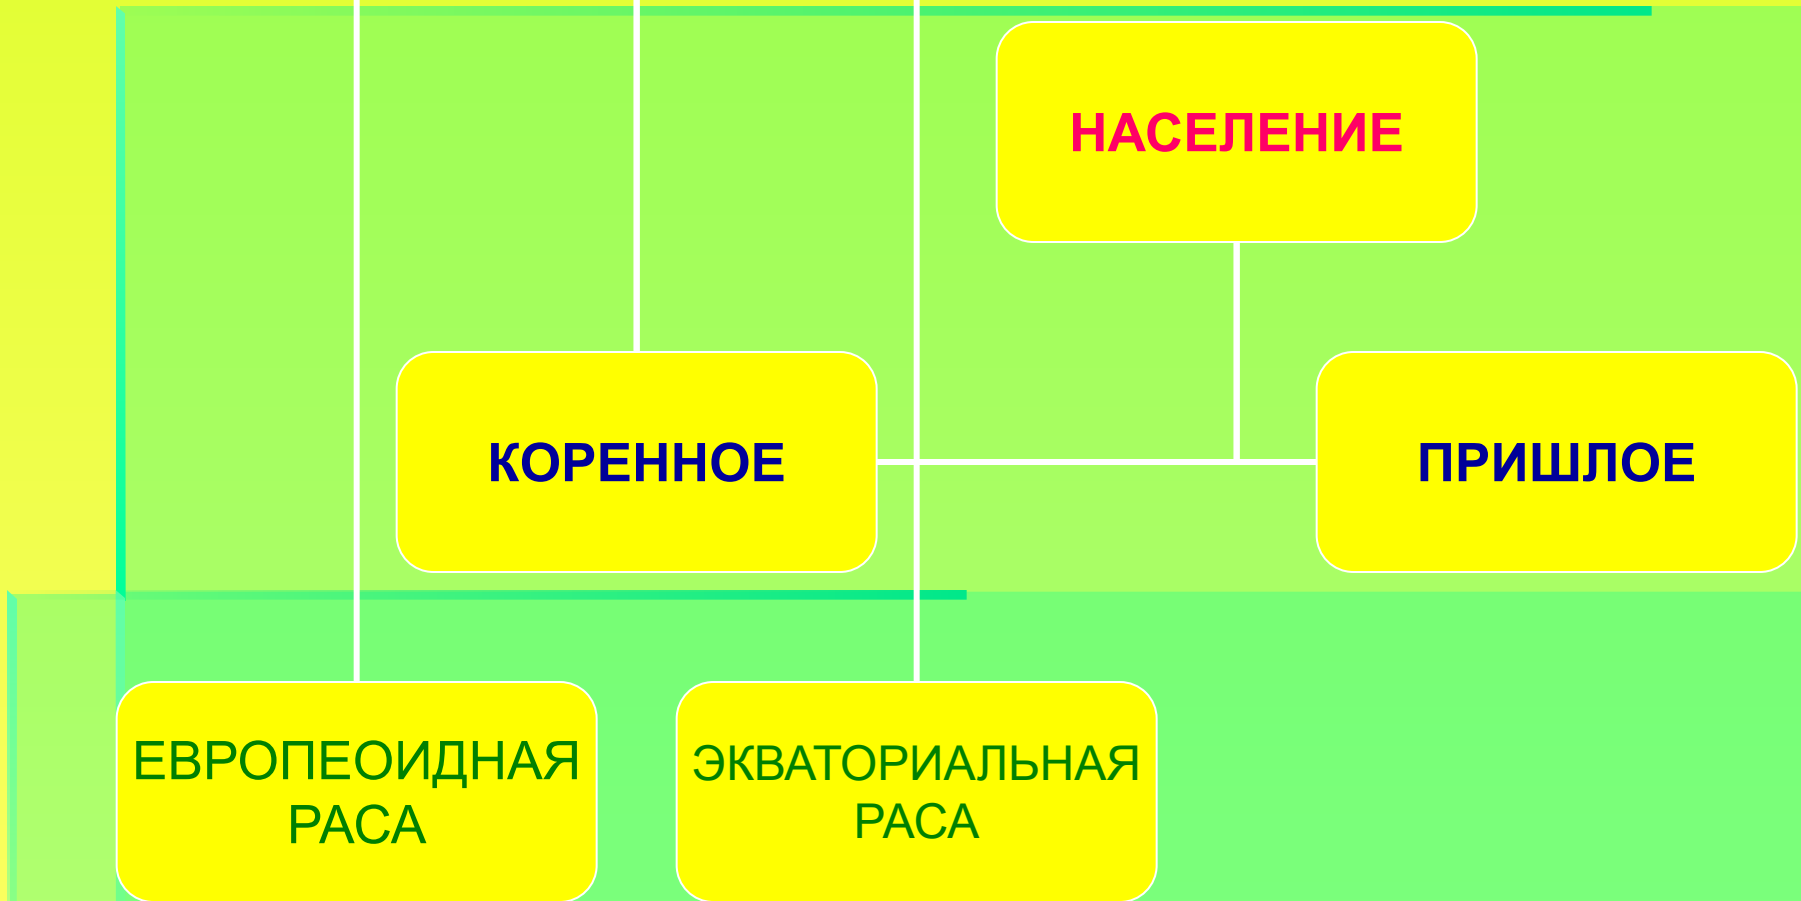 НАСЕЛЕНИЕ
КОРЕННОЕ
ПРИШЛОЕ
ЕВРОПЕОИДНАЯ
РАСА
ЭКВАТОРИАЛЬНАЯ
РАСА